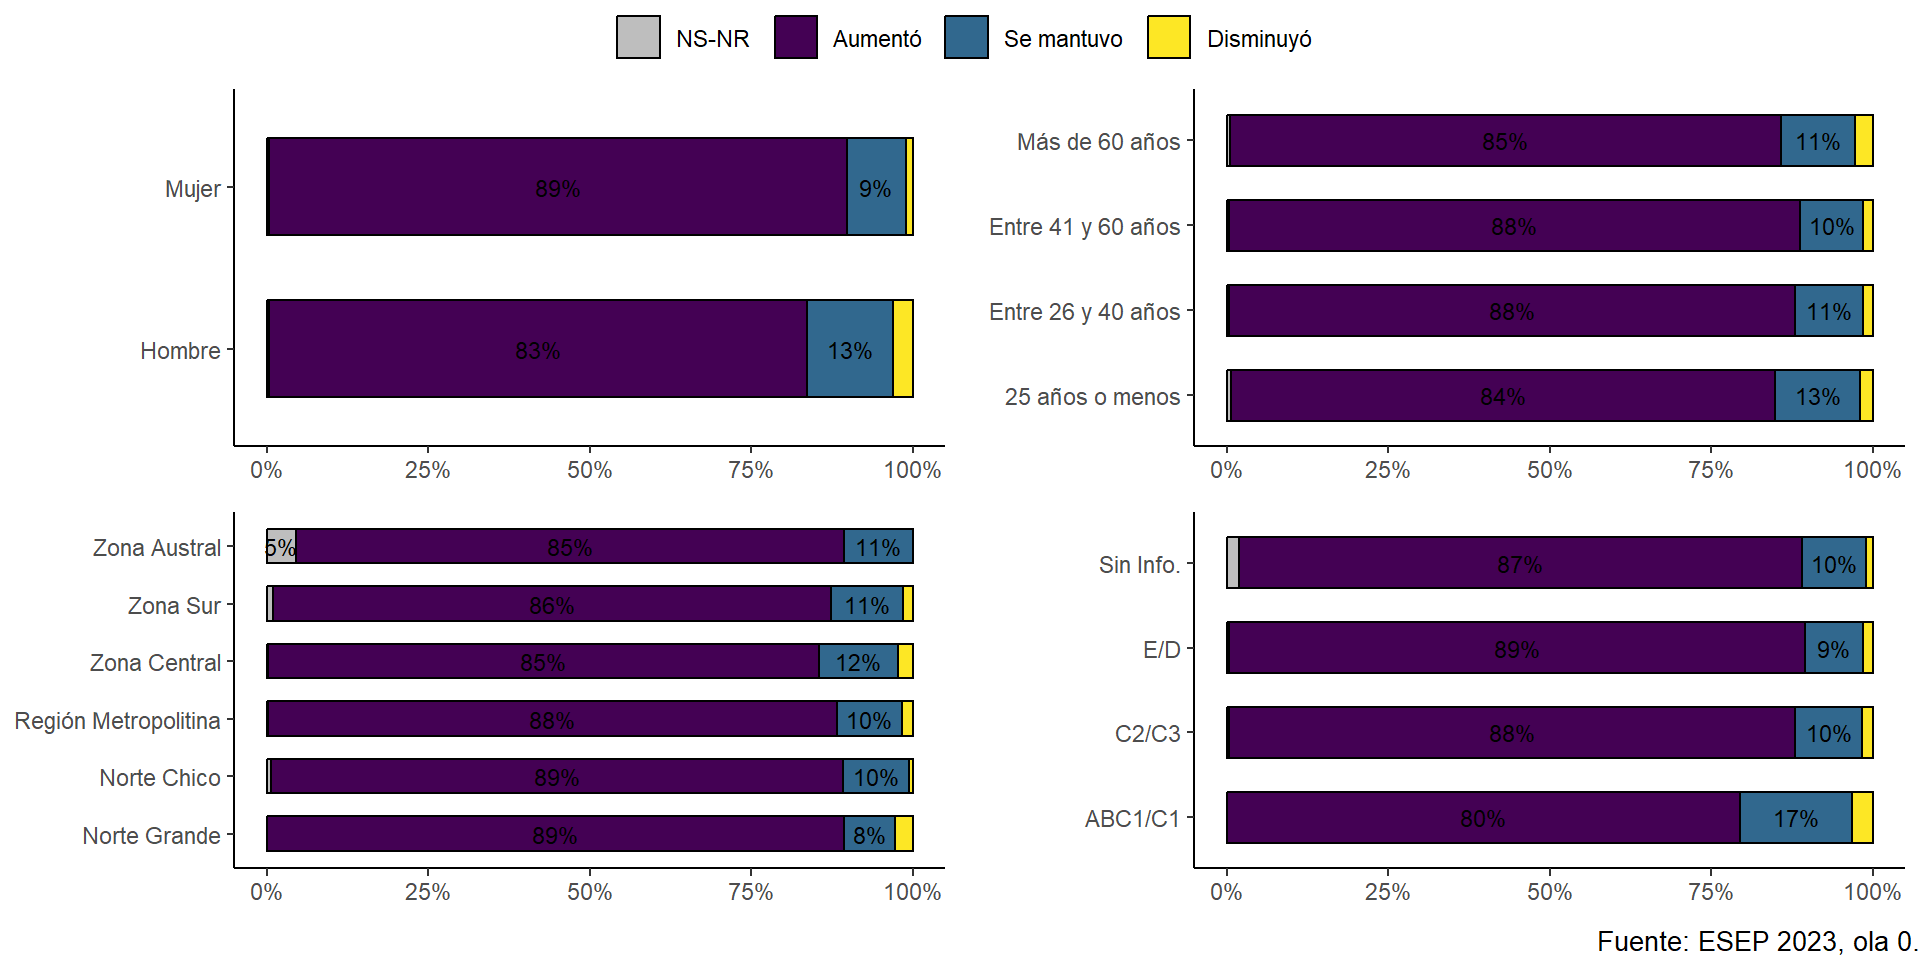 NS-NR Aumentó Se mantuvo Disminuyó
Mujer 89% 9%
Hombre 83% 13%
0% 25% 50% 75% 100%
Más de 60 años 85% 11%
Entre 41 y 60 años 88% 10%
Entre 26 y 40 años 88% 11%
25 años o menos 84% 13%
0% 25% 50% 75% 100%
Zona Austral 5% 85% 11%
Zona Sur 86% 11%
Zona Central 85% 12%
Región Metropolitina 88% 10%
Norte Chico 89% 10%
Norte Grande 89% 8%
0% 25% 50% 75% 100%
Sin Info. 87% 10%
E/D 89% 9%
C2/C3 88% 10%
ABC1/C1 80% 17%
0% 25% 50% 75% 100%
Fuente: ESEP 2023, ola 0.